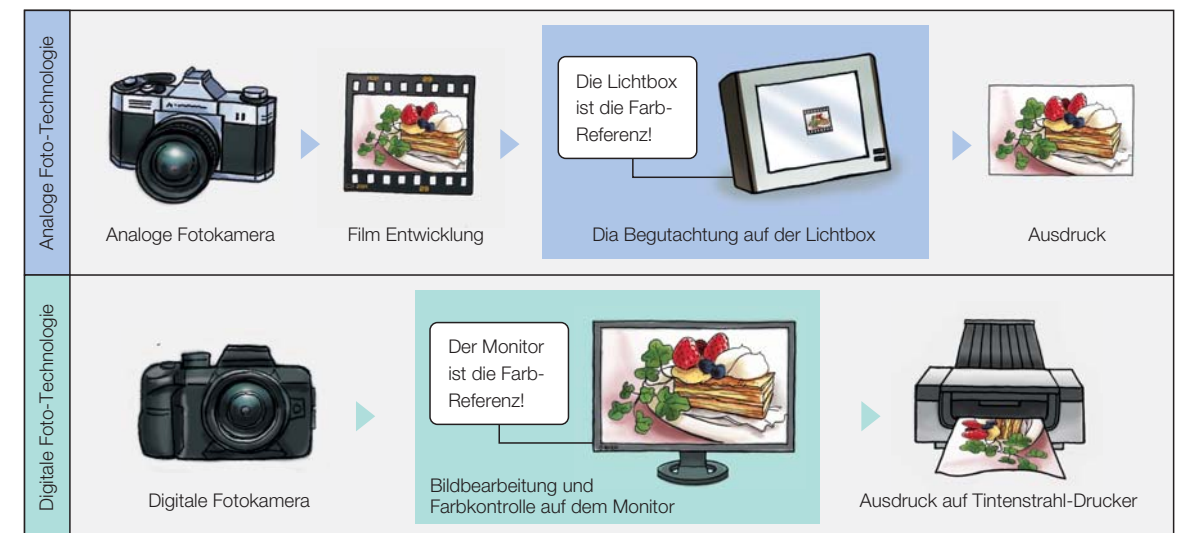 Analoge Foto-Technologie
Die Lichtbox
ist die Farb-
Referenz!
Analoge Fotokamera
Film Entwicklung
Dia Begutachtung auf der Lichtbox
Ausdruck
Digitale Foto-Technologie
Der Monitor
ist die Farb-
Referenz!
Digitale Fotokamera
Bildbearbeitung und
Farbkontrolle auf dem Monitor
Ausdruck auf Tintenstrahl-Drucker